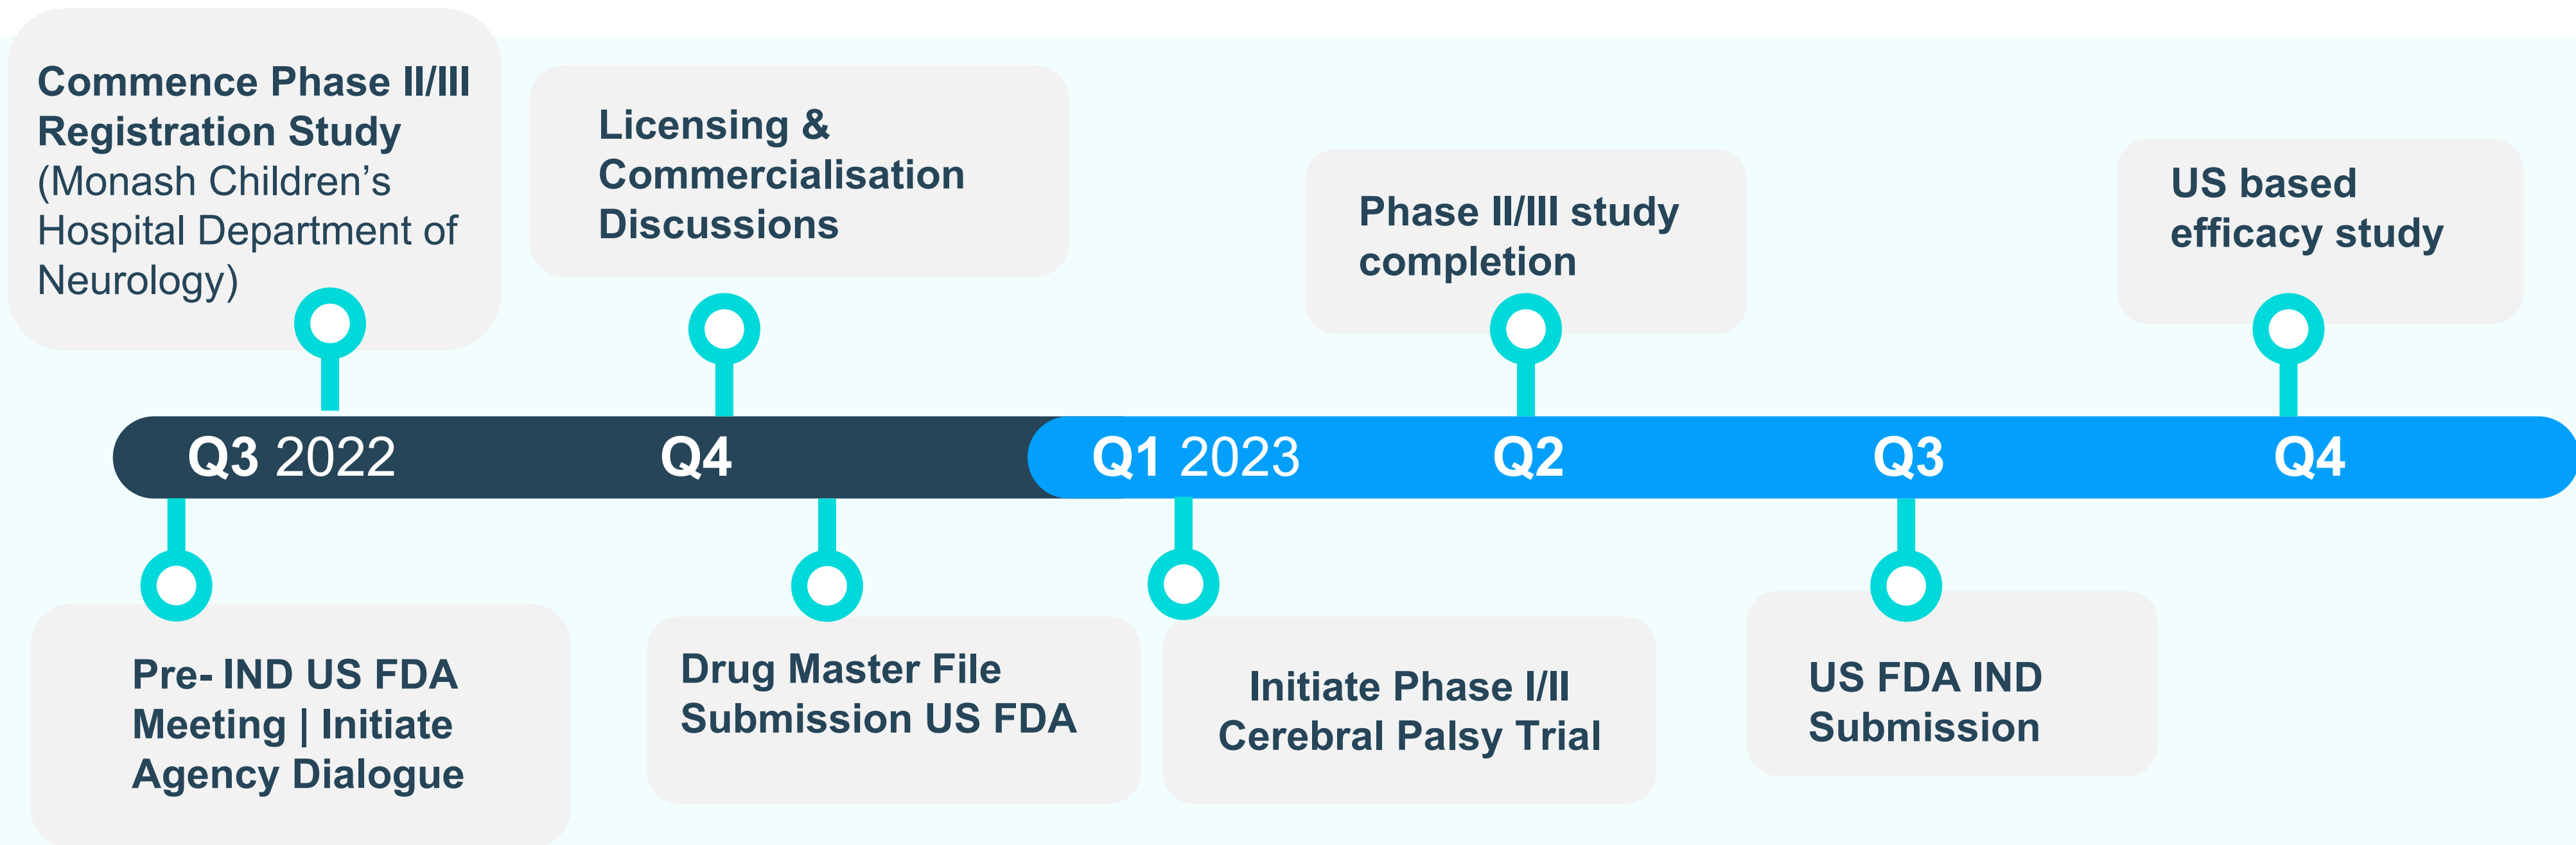 Commence Phase II/III
Registration Study
(Monash Children’s
Hospital Department of
Neurology)
Licensing &
Commercialisation
Discussions
Phase II/III study
completion
US based
efficacy study
Q3 2022
Q4
Q1 2023
Q2
Q3
Q4
Pre- IND US FDA
Meeting | Initiate
Agency Dialogue
Drug Master File
Submission US FDA
Initiate Phase I/II
Cerebral Palsy Trial
US FDA IND
Submission